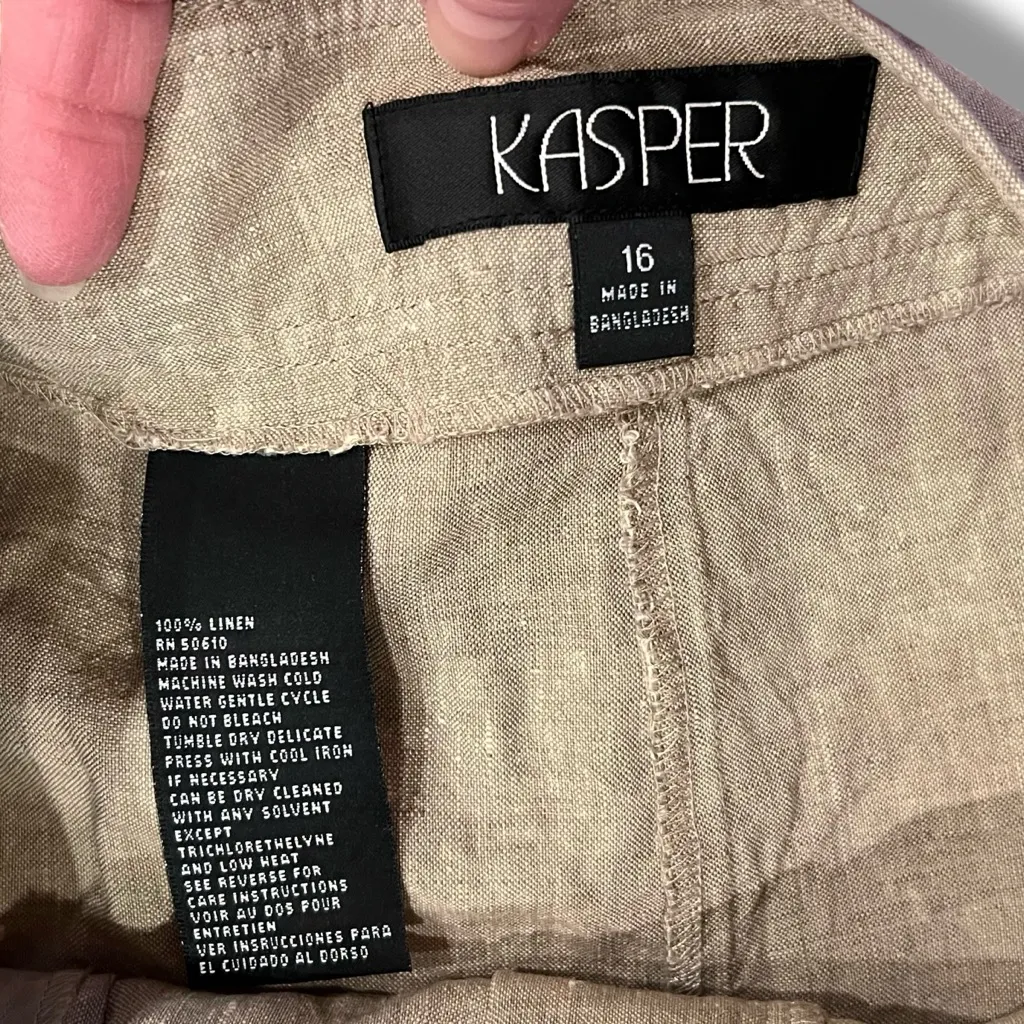 KASPER
16
MADE IN
BANGLADESH
100% LINEN
RN 50610
MADE IN BANGLADESH
MACHINE WASH COLD
WATER GENTLE CYCLE
DO NOT BLEACH
TUMBLE DRY DELICATE
PRESS WITH COOL IRON
IF NECESSARY
CAN BE DRY CLEANED
WITH ANY SOLVENT
EXCEPT
TRICHLORETHELYNE
AND LOW HEAT
SEE REVERSE FOR
CARE INSTRUCTIONS
VOIR AU DOS POUR
ENTRETIEN
VER INSRUCCIONES PARA
EL CUIDADO AL DORSO